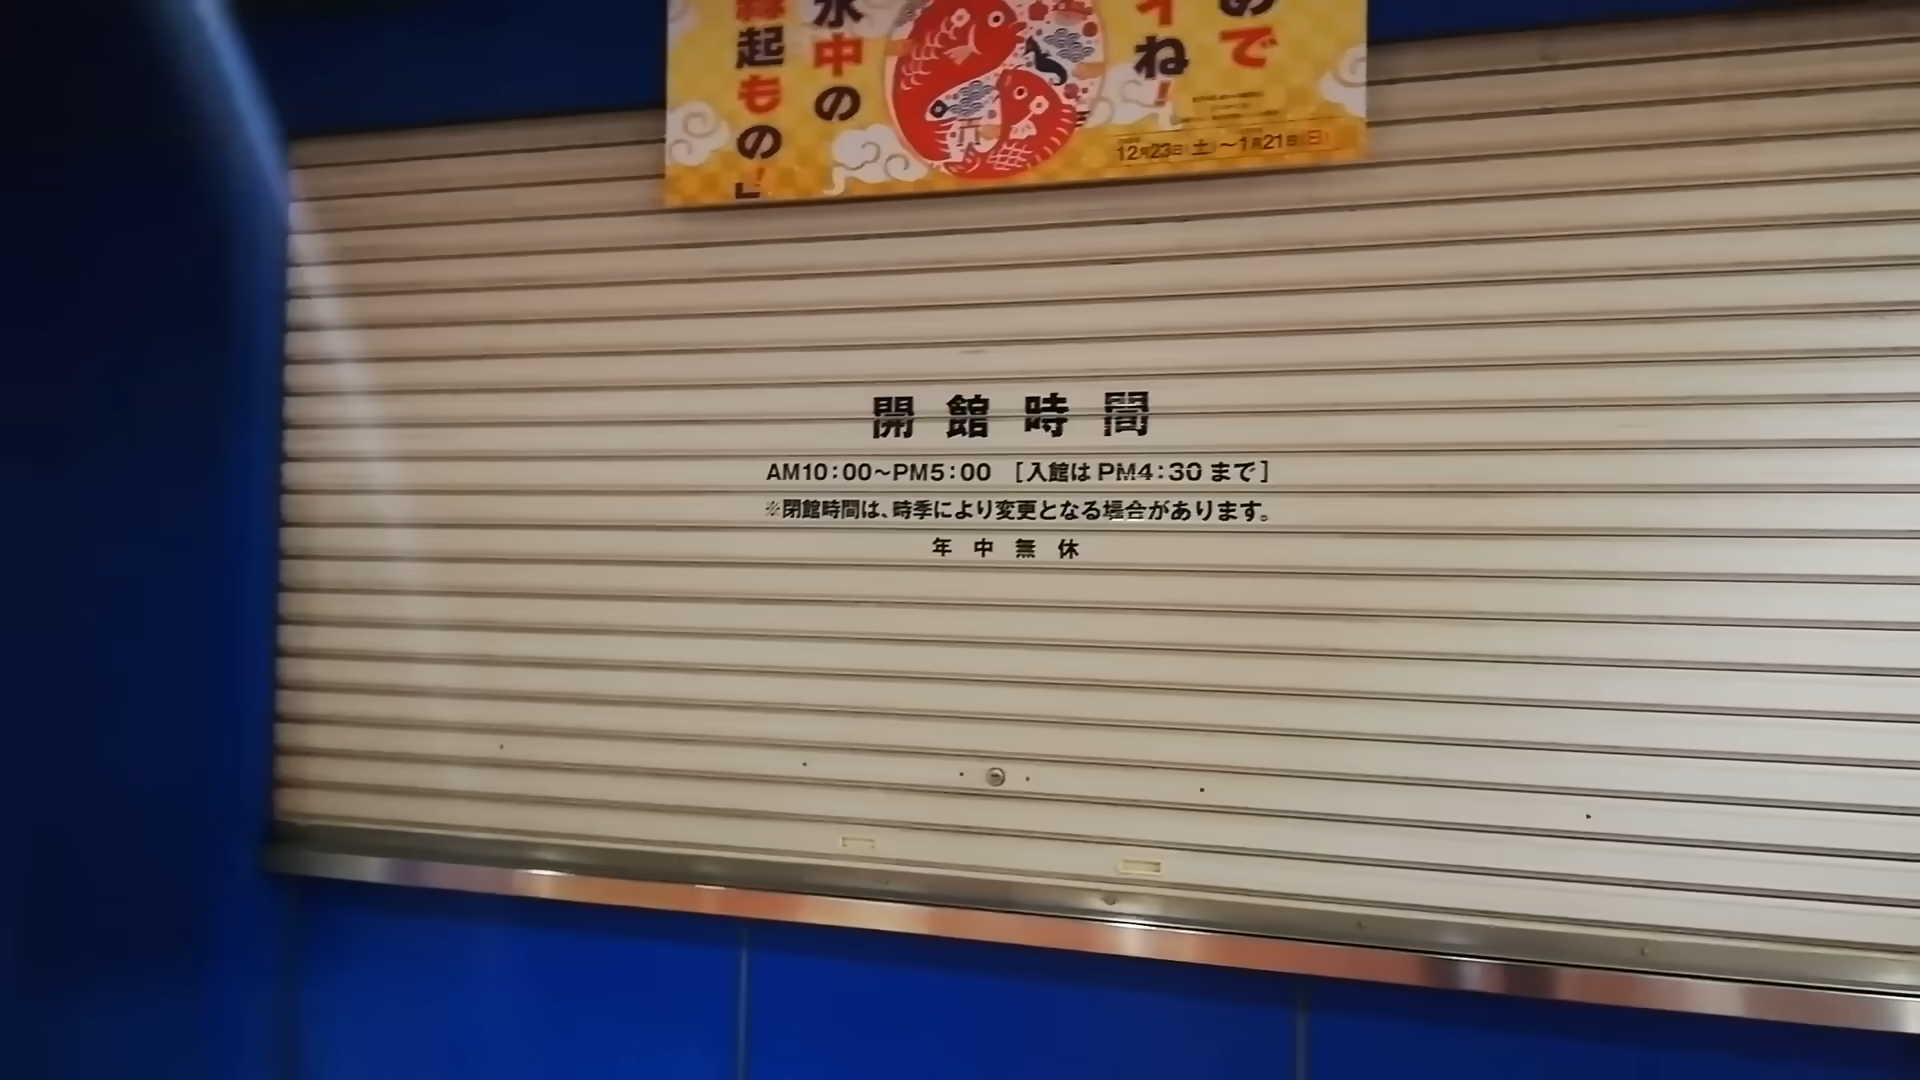 めで
イね!
水中の
縁起もの!」
12月23日(土)〜1月21日(日)
開館時間
AM10:00〜PM5:00 [入館はPM4:30まで]
※閉館時間は、時季により変更となる場合があります。
年中無休